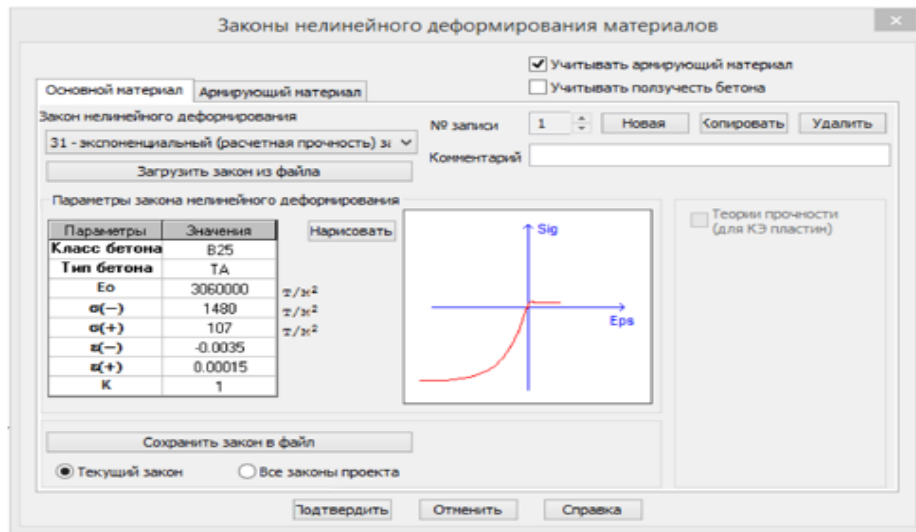 Законы нелинейного деформирования материалов
Учитывать армирующий материал
Основной материал Армирующий материал
Учитывать ползучесть бетона
Закон нелинейного деформирования
№ записи 1 Новая Копировать Удалить
31 - экспоненциальный (расчетная прочность) за
Комментарий
Загрузить закон из файла
Параметры закона нелинейного деформирования
Теории прочности
(для КЭ пластин)
Параметры Значения Нарисовать
Sig
Класс бетона B25
Тип бетона TA
Eo 3060000 т/м²
σ(−) 1480 т/м²
σ(+) 107 т/м²
Eps
ε(−) -0.0035
ε(+) 0.00015
K 1
Сохранить закон в файл
Текущий закон Все законы проекта
Подтвердить Отменить Справка